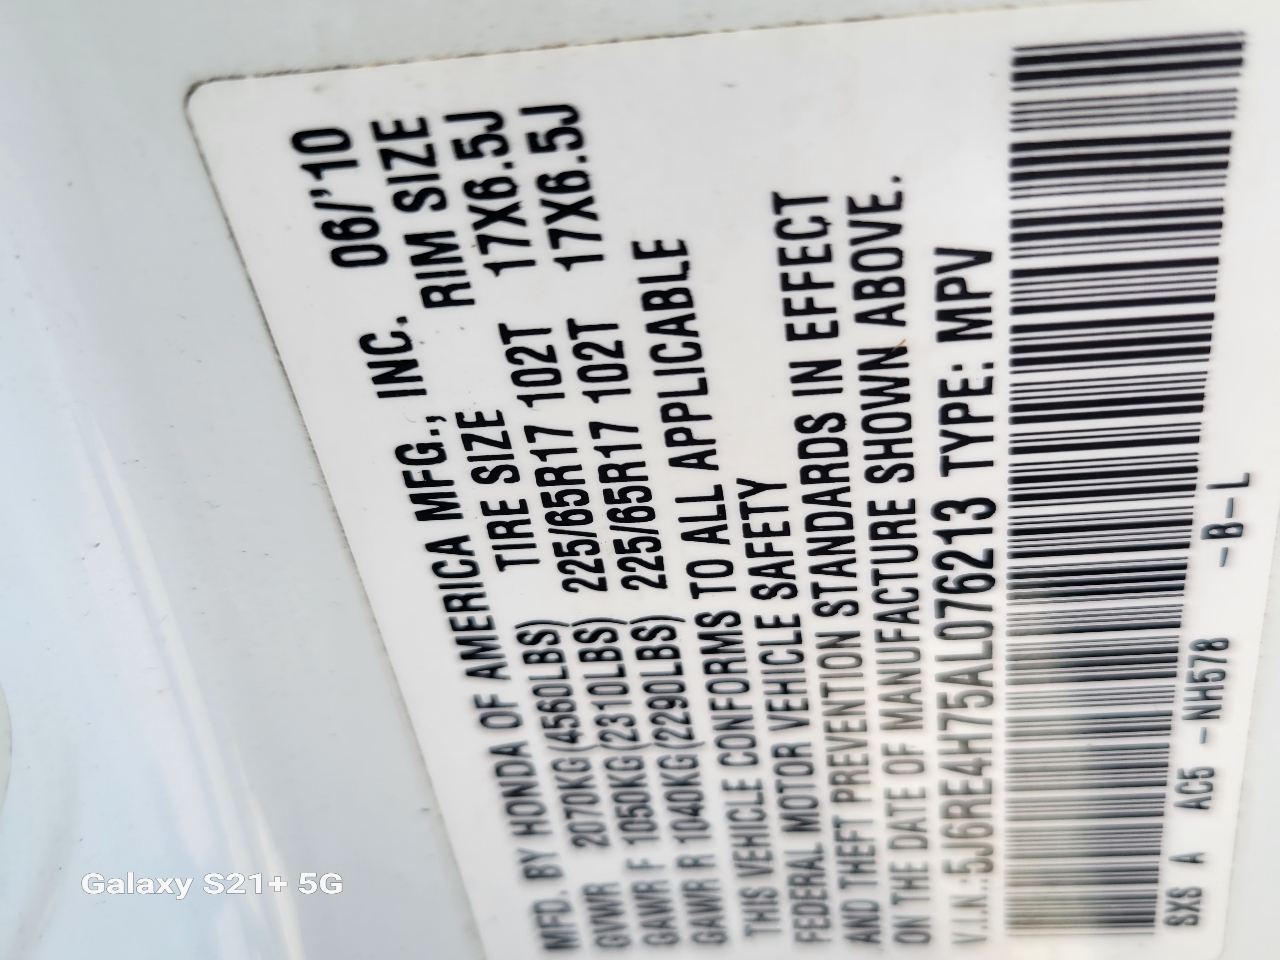 MFD. BY HONDA OF AMERICA MFG., INC. 06/'10
TIRE SIZE RIM SIZE
GVWR 2070KG(4560LBS)
GAWR F 1050KG(2310LBS) 225/65R17 102T 17X6.5J
GAWR R 1040KG(2290LBS) 225/65R17 102T 17X6.5J
THIS VEHICLE CONFORMS TO ALL APPLICABLE
FEDERAL MOTOR VEHICLE SAFETY
AND THEFT PREVENTION STANDARDS IN EFFECT
ON THE DATE OF MANUFACTURE SHOWN ABOVE.
V.I.N.:5J6RE4H75AL076213 TYPE: MPV
SXS A AC5 -NH578 -B-L
Galaxy S21+ 5G